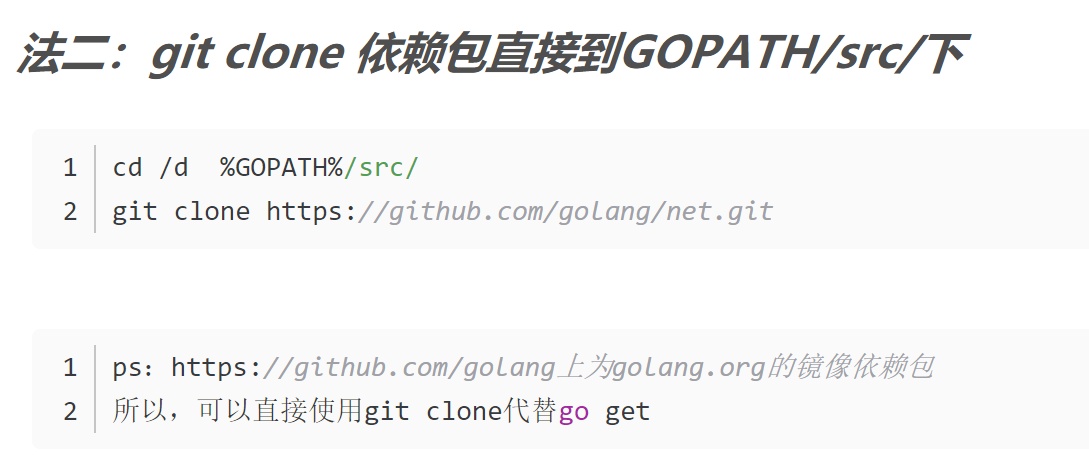 法二：git clone 依赖包直接到GOPATH/src/下
1 cd /d  %GOPATH%/src/
2 git clone https://github.com/golang/net.git
1 ps：https://github.com/golang上为golang.org的镜像依赖包
2 所以，可以直接使用git clone代替go get